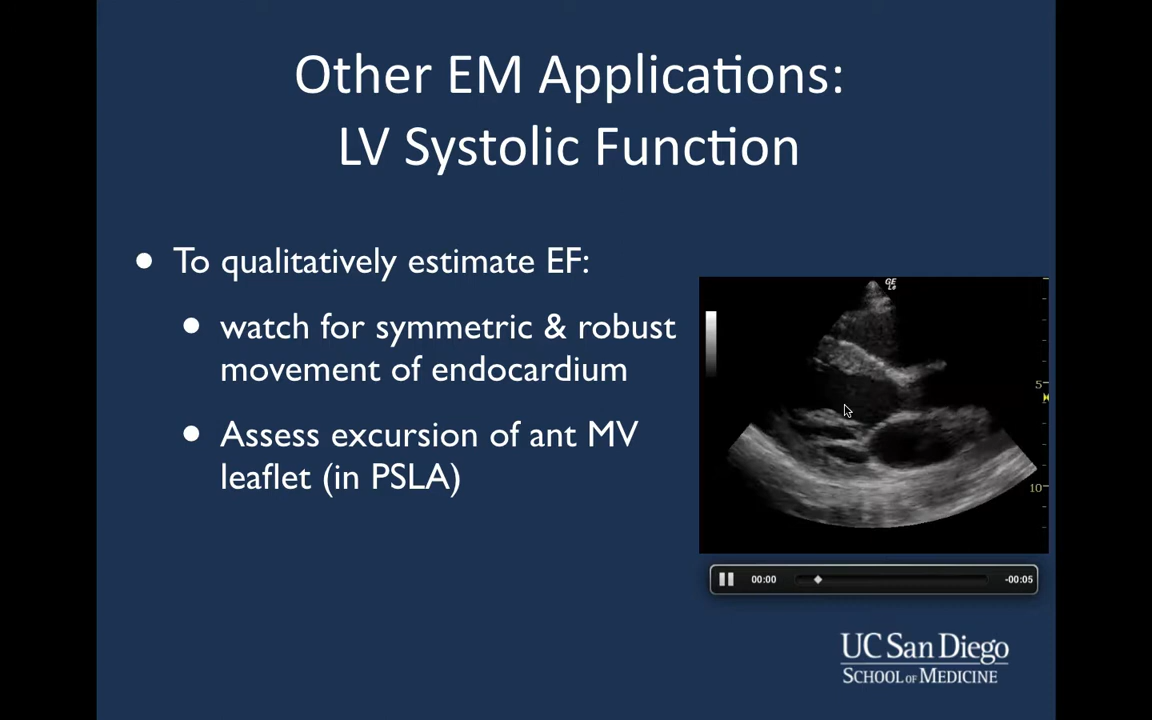 Other EM Applications:
LV Systolic Function
• To qualitatively estimate EF:
• watch for symmetric & robust
movement of endocardium
• Assess excursion of ant MV
leaflet (in PSLA)
GE
5
10
00:00
-00:05
UC San Diego
SCHOOL OF MEDICINE